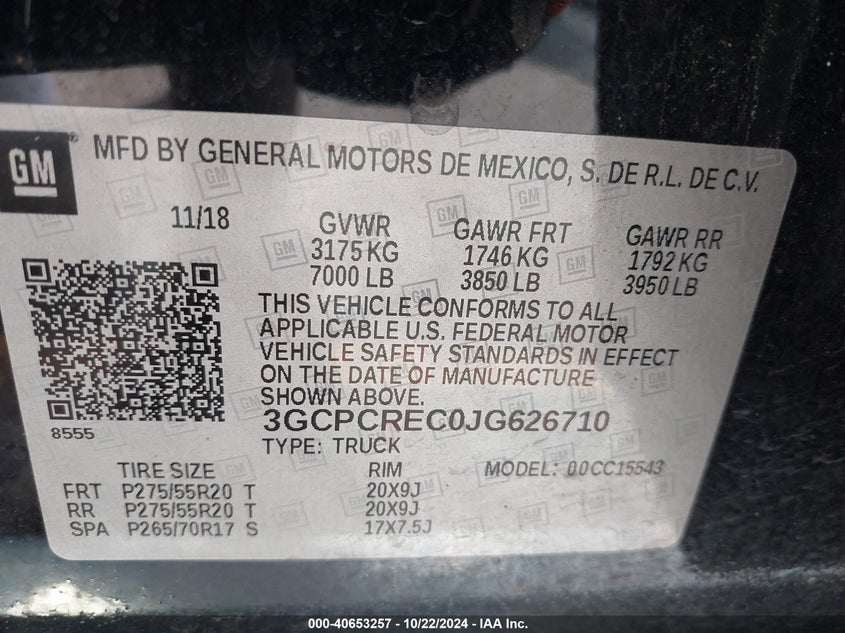 GM ® MFD BY GENERAL MOTORS DE MEXICO, S. DE R.L. DE C.V.
11/18 GVWR GAWR FRT GAWR RR
3175 KG 1746 KG 1792 KG
7000 LB 3850 LB 3950 LB
THIS VEHICLE CONFORMS TO ALL
APPLICABLE U.S. FEDERAL MOTOR
VEHICLE SAFETY STANDARDS IN EFFECT
ON THE DATE OF MANUFACTURE
SHOWN ABOVE.
8555 3GCPCREC0JG626710
TYPE: TRUCK
TIRE SIZE RIM MODEL: 00CC15543
FRT P275/55R20 T 20X9J
RR P275/55R20 T 20X9J
SPA P265/70R17 S 17X7.5J
000-40653257 - 10/22/2024 - IAA Inc.